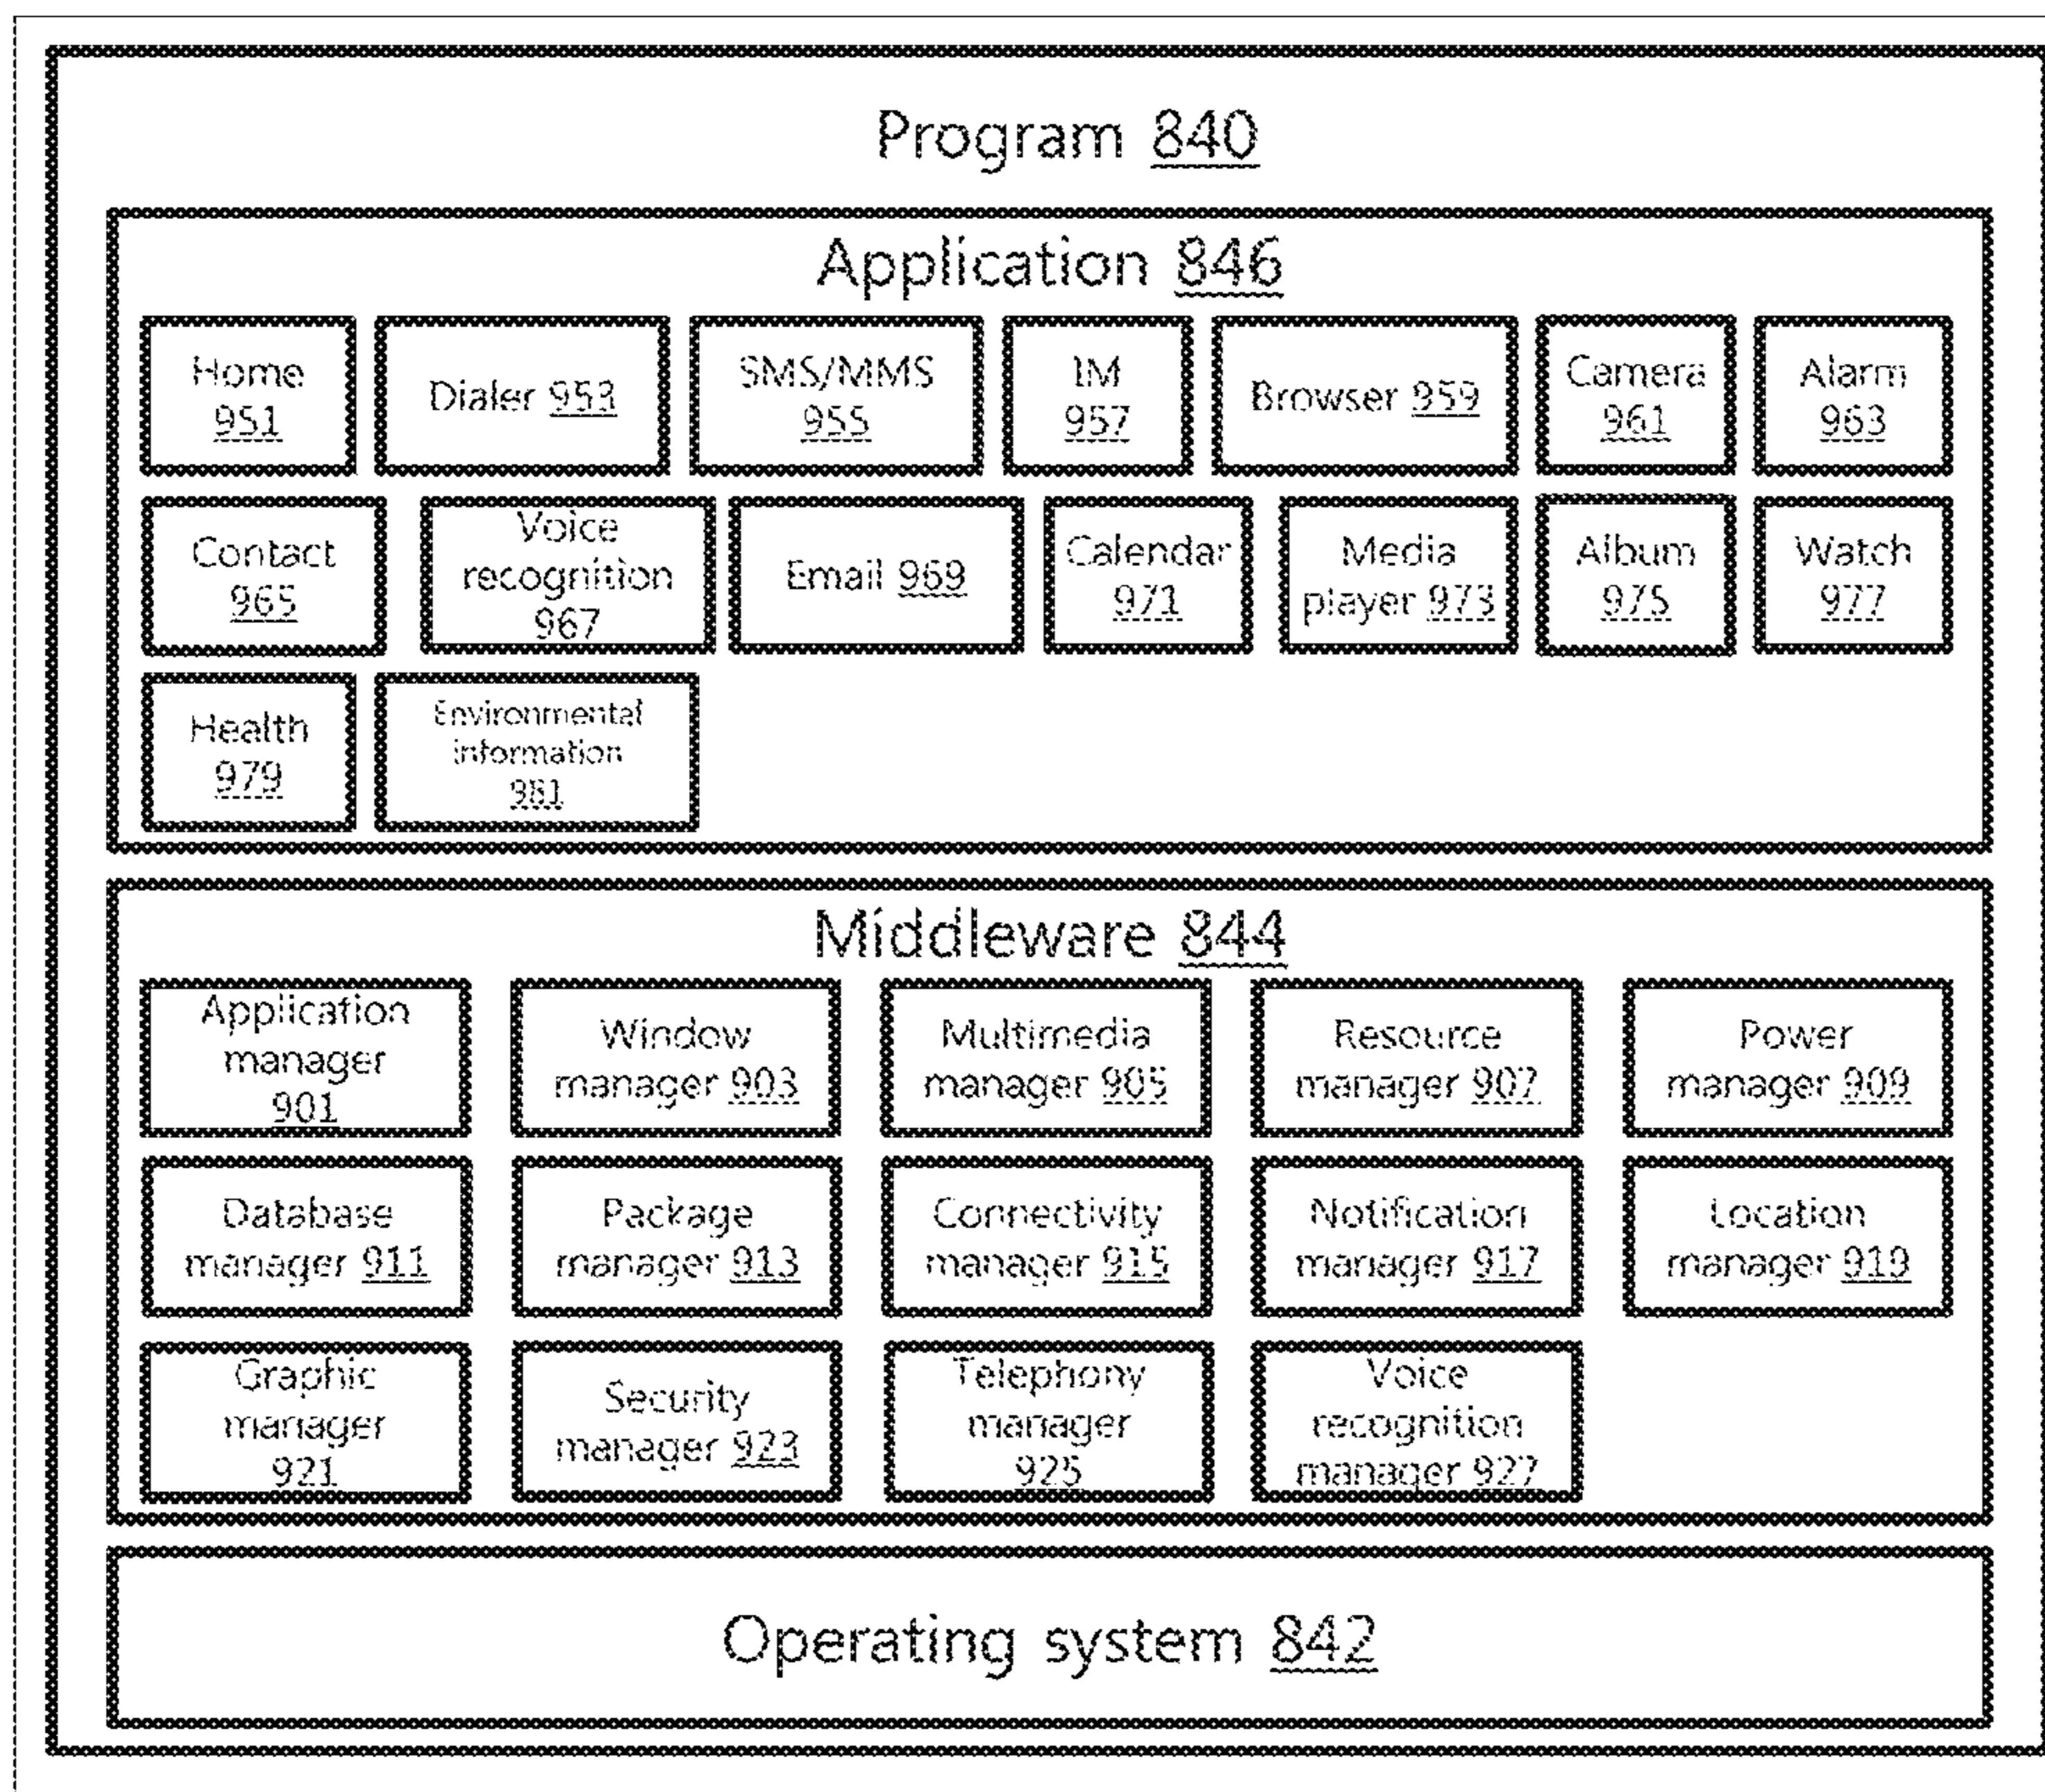 Program 840
Application 846
Home
951
Dialer 953
SMS/MMS
955
IM
957
Browser 959
Camera
961
Alarm
963
Contact
965
Voice
recognition
967
Email 969
Calendar
971
Media
player 973
Album
975
Watch
977
Health
979
Environmental
information
981
Middleware 844
Application
manager
901
Window
manager 903
Multimedia
manager 905
Resource
manager 907
Power
manager 909
Database
manager 911
Package
manager 913
Connectivity
manager 915
Notification
manager 917
Location
manager 919
Graphic
manager
921
Security
manager 923
Telephony
manager
925
Voice
recognition
manager 927
Operating system 842